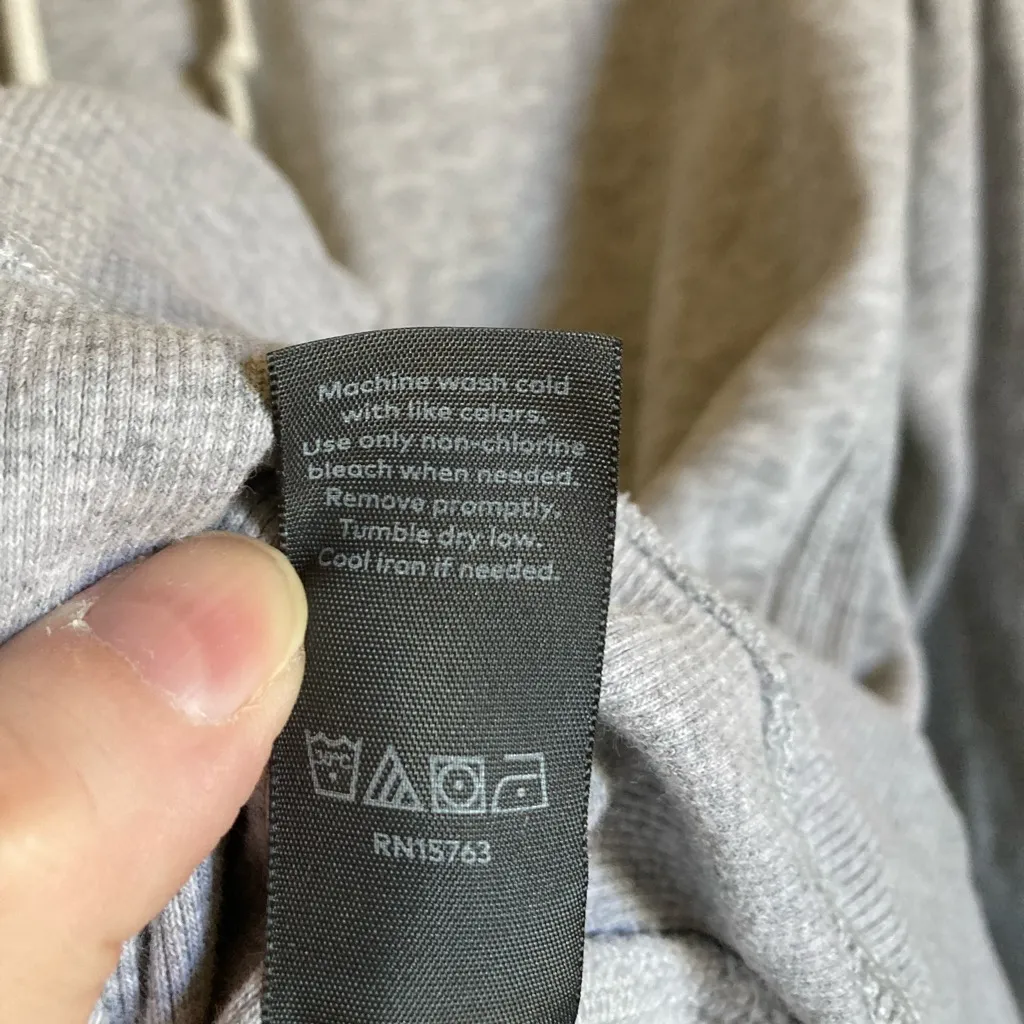 Machine wash cold
with like colors.
Use only non-chlorine
bleach when needed.
Remove promptly.
Tumble dry low.
Cool iron if needed.
30°C
RN15763